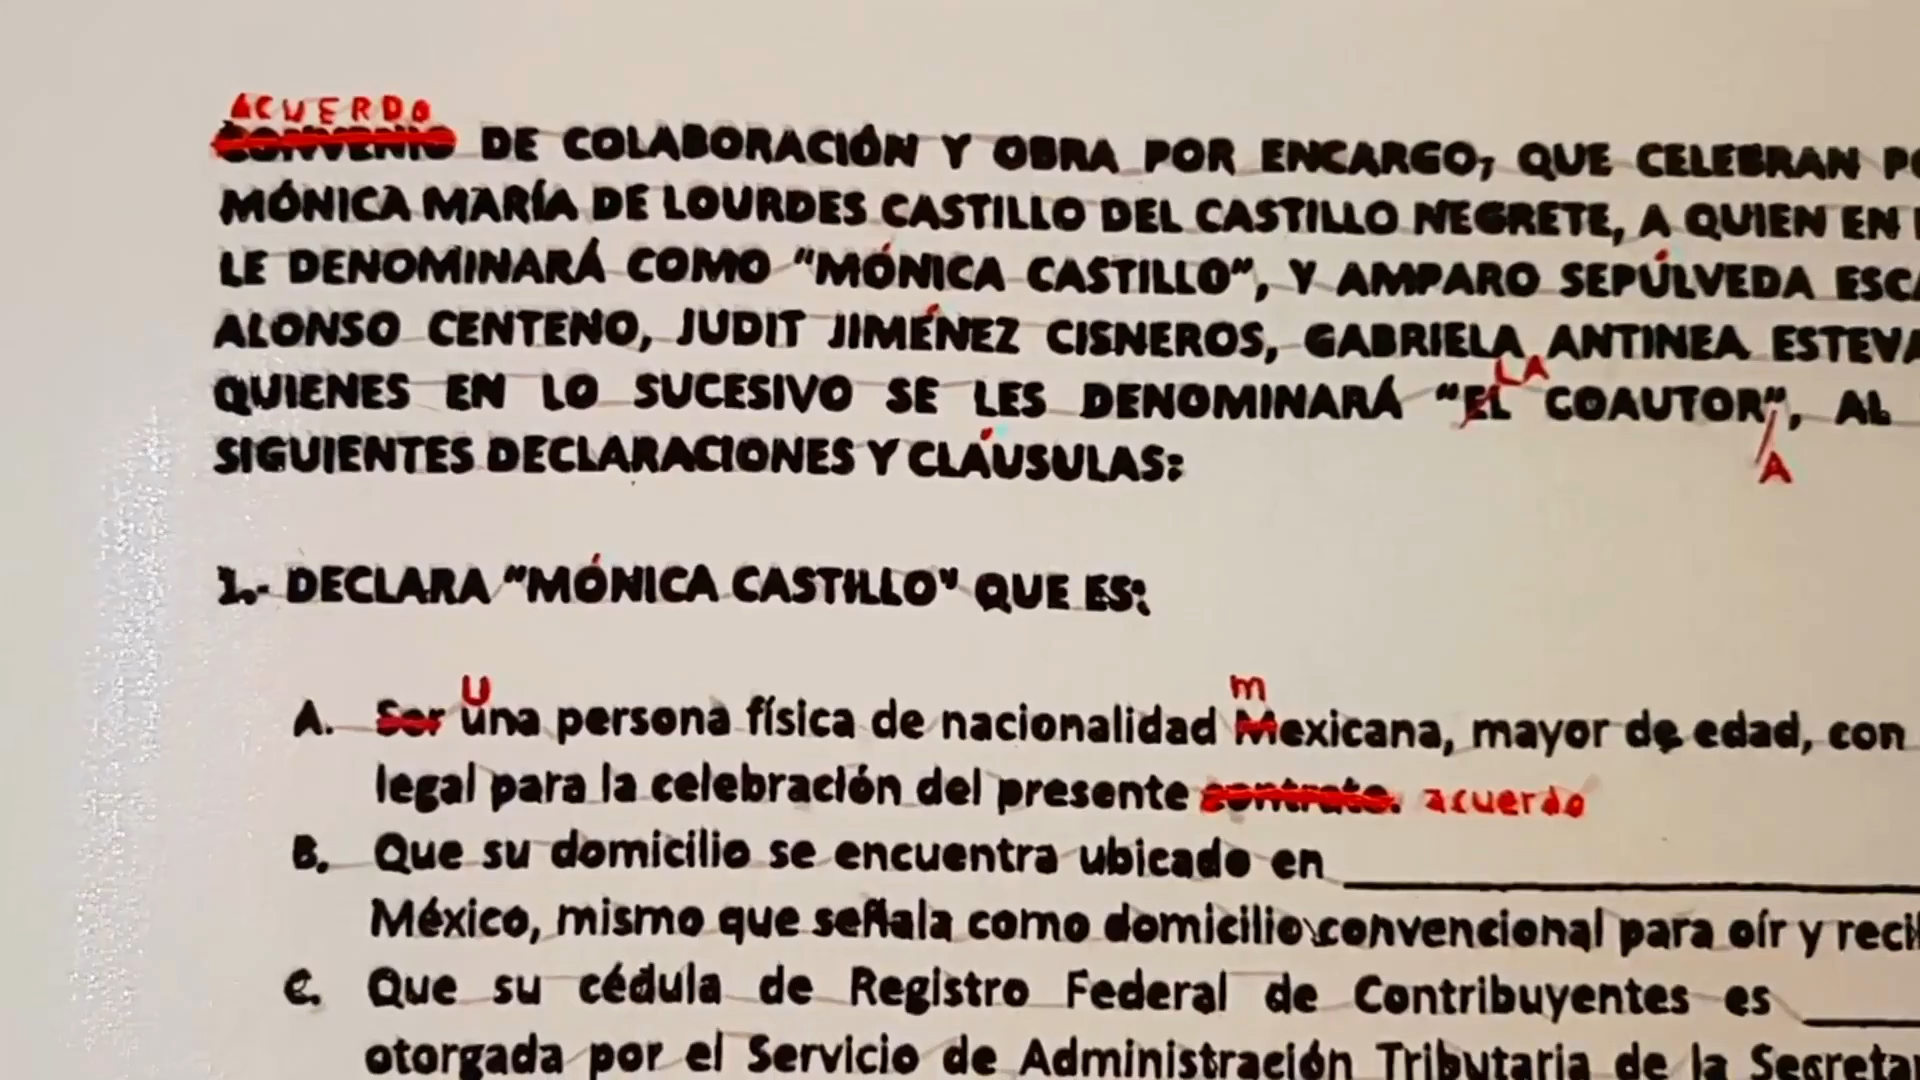 ACUERDO
CONVENIO DE COLABORACIÓN Y OBRA POR ENCARGO, QUE CELEBRAN
MÓNICA MARÍA DE LOURDES CASTILLO DEL CASTILLO NEGRETE, A QUIEN EN
LE DENOMINARÁ COMO "MÓNICA CASTILLO", Y AMPARO SEPÚLVEDA
ALONSO CENTENO, JUDIT JIMÉNEZ CISNEROS, GABRIELA ANTINEA
LA
QUIENES EN LO SUCESIVO SE LES DENOMINARÁ "EL COAUTOR", AL
A
SIGUIENTES DECLARACIONES Y CLÁUSULAS:
1.- DECLARA "MÓNICA CASTILLO" QUE ES:
U m
A. Ser una persona física de nacionalidad Mexicana, mayor de edad, con
legal para la celebración del presente contrato. acuerdo
B. Que su domicilio se encuentra ubicado en
México, mismo que señala como domicilio convencional para oír y
C. Que su cédula de Registro Federal de Contribuyentes es
otorgada por el Servicio de Administración Tributaria de la